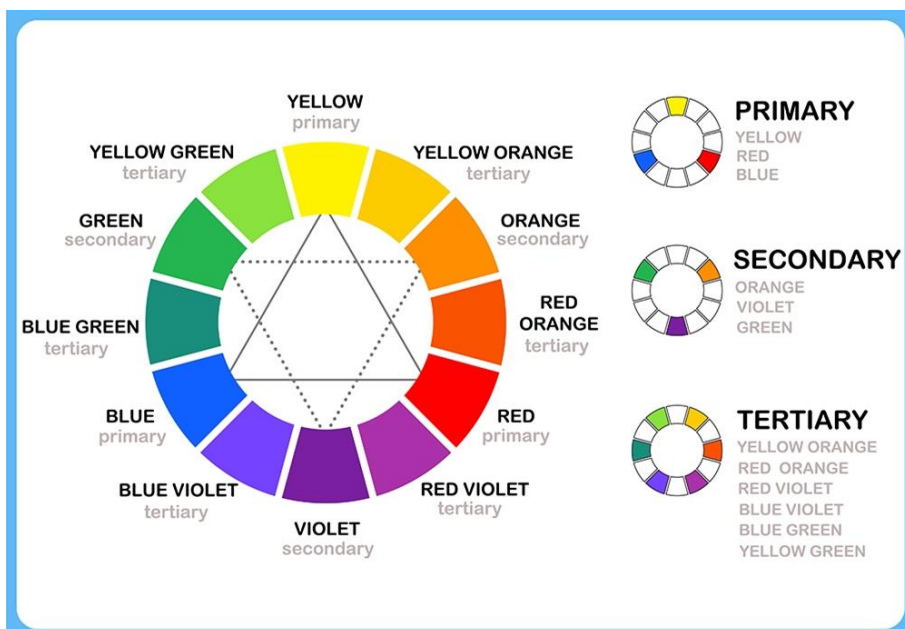 YELLOW
primary
YELLOW GREEN
tertiary
YELLOW ORANGE
tertiary
GREEN
secondary
ORANGE
secondary
BLUE GREEN
tertiary
RED
ORANGE
tertiary
BLUE
primary
RED
primary
BLUE VIOLET
tertiary
RED VIOLET
tertiary
VIOLET
secondary
PRIMARY
YELLOW
RED
BLUE
SECONDARY
ORANGE
VIOLET
GREEN
TERTIARY
YELLOW ORANGE
RED ORANGE
RED VIOLET
BLUE VIOLET
BLUE GREEN
YELLOW GREEN